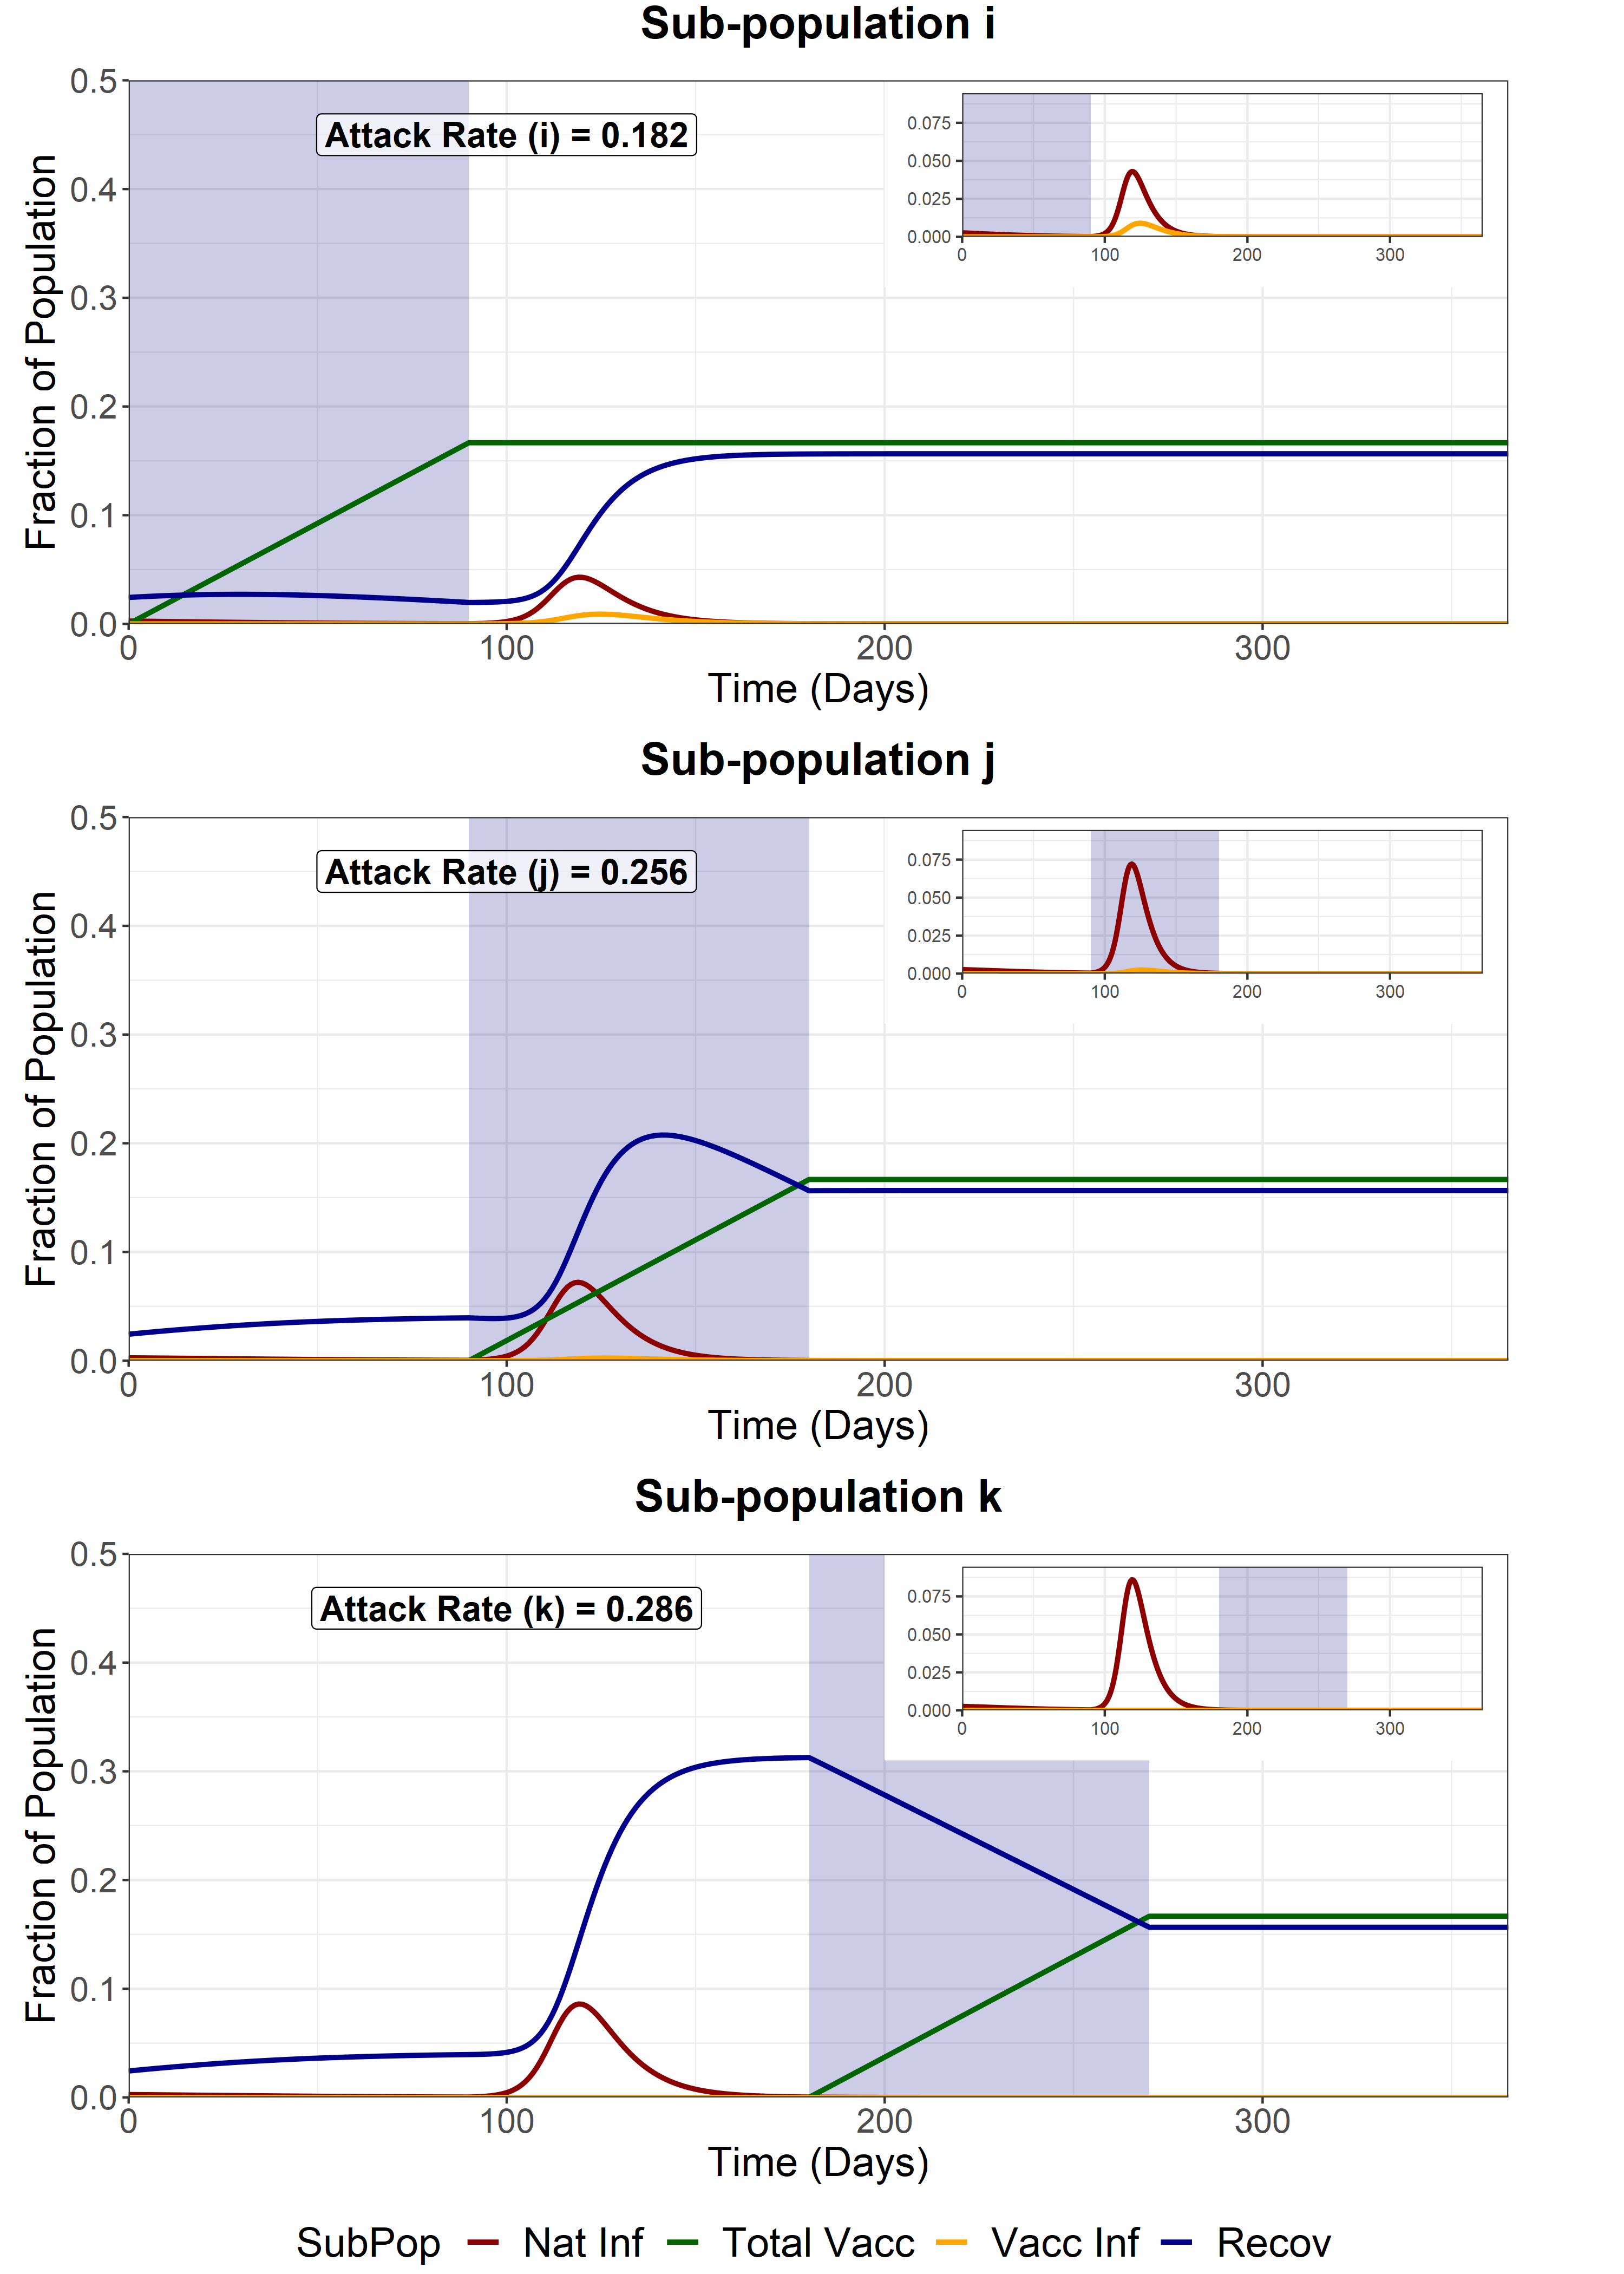 Sub-population i
Fraction of Population
0.5
0.4
0.3
0.2
0.1
0.0
Attack Rate (i) = 0.182
0.075
0.050
0.025
0.000
0 100 200 300
0 100 200 300
Time (Days)
Sub-population j
Fraction of Population
0.5
0.4
0.3
0.2
0.1
0.0
Attack Rate (j) = 0.256
0.075
0.050
0.025
0.000
0 100 200 300
0 100 200 300
Time (Days)
Sub-population k
Fraction of Population
0.5
0.4
0.3
0.2
0.1
0.0
Attack Rate (k) = 0.286
0.075
0.050
0.025
0.000
0 100 200 300
0 100 200 300
Time (Days)
SubPop Nat Inf Total Vacc Vacc Inf Recov